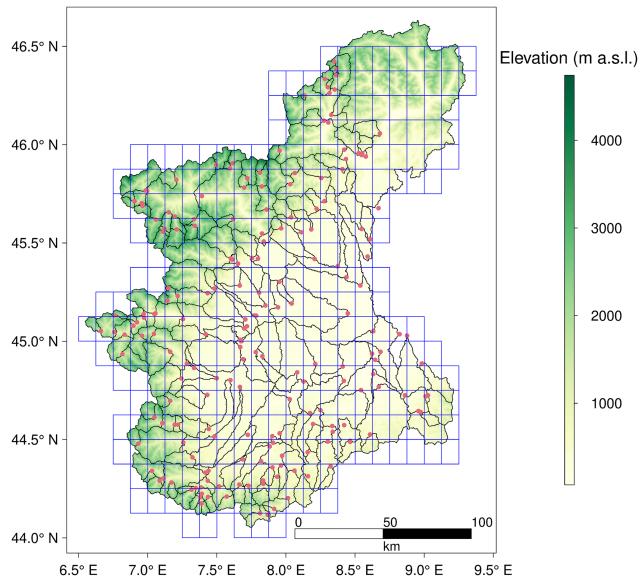 Elevation (m a.s.l.)
46.5° N
46.0° N
45.5° N
45.0° N
44.5° N
44.0° N
4000
3000
2000
1000
0 50 100
km
6.5° E 7.0° E 7.5° E 8.0° E 8.5° E 9.0° E 9.5° E